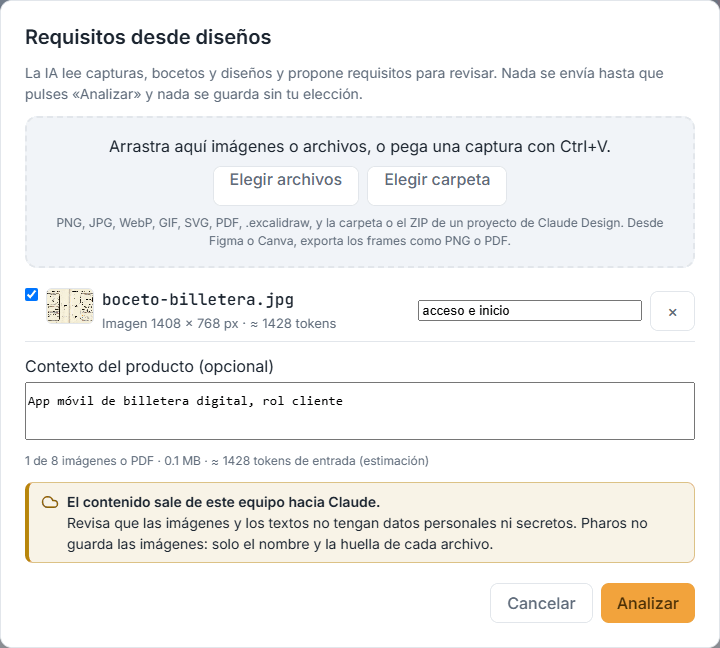 Requisitos desde diseños
La IA lee capturas, bocetos y diseños y propone requisitos para revisar. Nada se envía hasta que
pulses «Analizar» y nada se guarda sin tu elección.
Arrastra aquí imágenes o archivos, o pega una captura con Ctrl+V.
Elegir archivos
Elegir carpeta
PNG, JPG, WebP, GIF, SVG, PDF, .excalidraw, y la carpeta o el ZIP de un proyecto de Claude Design. Desde
Figma o Canva, exporta los frames como PNG o PDF.
boceto-billetera.jpg
Imagen 1408 × 768 px · ≈ 1428 tokens
acceso e inicio
×
Contexto del producto (opcional)
App móvil de billetera digital, rol cliente
1 de 8 imágenes o PDF · 0.1 MB · ≈ 1428 tokens de entrada (estimación)
El contenido sale de este equipo hacia Claude.
Revisa que las imágenes y los textos no tengan datos personales ni secretos. Pharos no
guarda las imágenes: solo el nombre y la huella de cada archivo.
Cancelar
Analizar